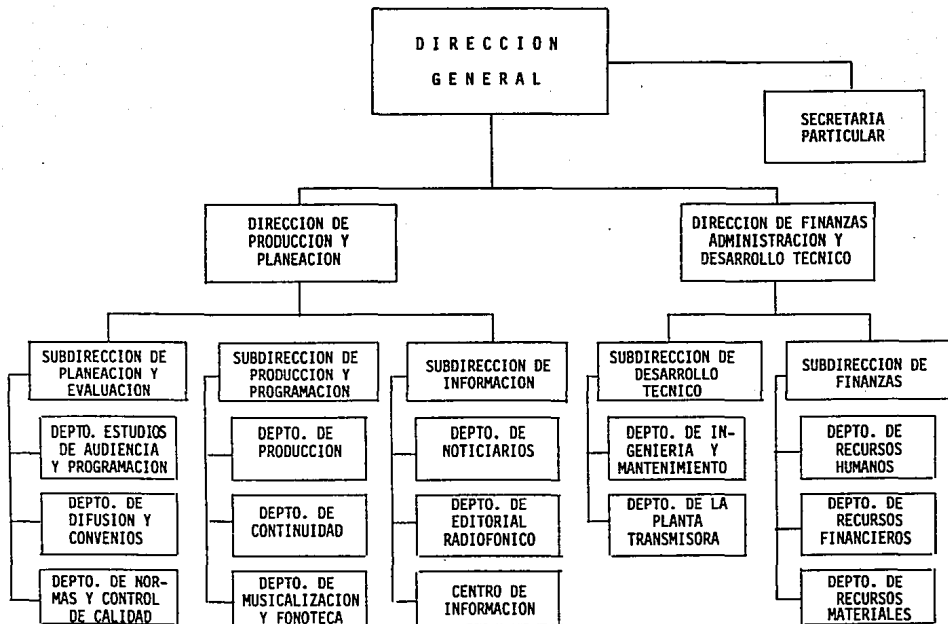 DIRECCION
GENERAL
SECRETARIA
PARTICULAR
DIRECCION DE
PRODUCCION Y
PLANEACION
DIRECCION DE FINANZAS
ADMINISTRACION Y
DESARROLLO TECNICO
SUBDIRECCION DE
PLANEACION Y
EVALUACION
SUBDIRECCION DE
PRODUCCION Y
PROGRAMACION
SUBDIRECCION DE
INFORMACION
SUBDIRECCION DE
DESARROLLO
TECNICO
SUBDIRECCION
DE FINANZAS
DEPTO. ESTUDIOS
DE AUDIENCIA
Y PROGRAMACION
DEPTO. DE
PRODUCCION
DEPTO. DE
NOTICIARIOS
DEPTO. DE IN-
GENIERIA Y
MANTENIMIENTO
DEPTO. DE
RECURSOS
HUMANOS
DEPTO. DE
DIFUSION Y
CONVENIOS
DEPTO. DE
CONTINUIDAD
DEPTO. DE
EDITORIAL
RADIOFONICO
DEPTO. DE LA
PLANTA
TRANSMISORA
DEPTO. DE
RECURSOS
FINANCIEROS
DEPTO. DE NOR-
MAS Y CONTROL
DE CALIDAD
DEPTO. DE
MUSICALIZACION
Y FONOTECA
CENTRO DE
INFORMACION
DEPTO. DE
RECURSOS
MATERIALES